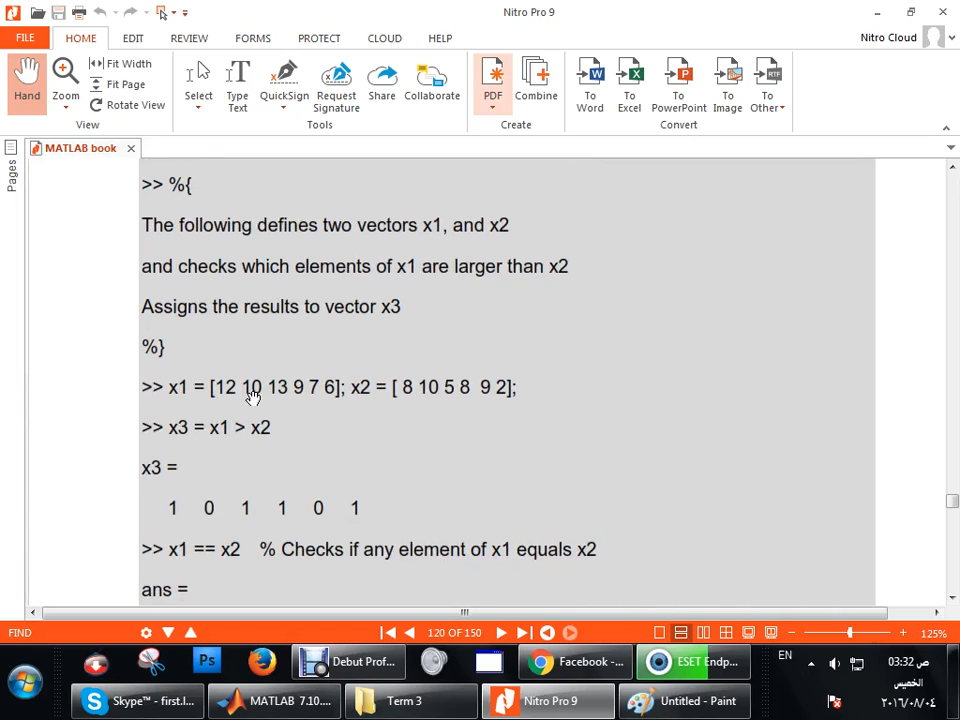 Nitro Pro 9
FILE HOME EDIT REVIEW FORMS PROTECT CLOUD HELP Nitro Cloud
Hand Zoom Fit Width Fit Page Rotate View Select Type Text QuickSign Request Signature Share Collaborate PDF Combine To Word To Excel To PowerPoint To Image To Other
View Tools Create Convert
MATLAB book
Pages
>> %{
The following defines two vectors x1, and x2
and checks which elements of x1 are larger than x2
Assigns the results to vector x3
%}
>> x1 = [12 10 13 9 7 6]; x2 = [ 8 10 5 8 9 2];
>> x3 = x1 > x2
x3 =
1 0 1 1 0 1
>> x1 == x2 % Checks if any element of x1 equals x2
ans =
FIND 120 OF 150 125%
Ps Debut Prof... Facebook -... ESET Endp... EN 03:32 ص
الخميس
Skype™ - first.l... MATLAB 7.10.... Term 3 Nitro Pro 9 Untitled - Paint ٢٠١٦/٠٨/٠٤